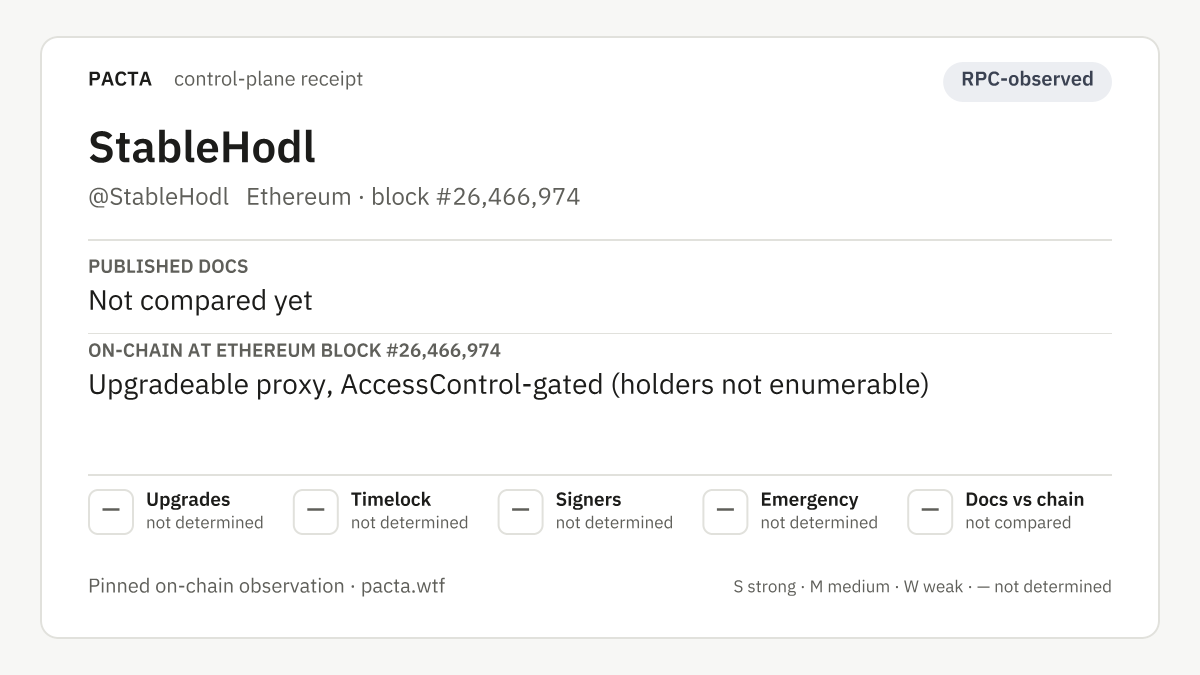 PACTA control-plane receipt RPC-observed
StableHodl
@StableHodl Ethereum · block #26,466,974
PUBLISHED DOCS
Not compared yet
ON-CHAIN AT ETHEREUM BLOCK #26,466,974
Upgradeable proxy, AccessControl-gated (holders not enumerable)
— Upgrades — Timelock — Signers — Emergency — Docs vs chain
not determined not determined not determined not determined not compared
Pinned on-chain observation · pacta.wtf S strong · M medium · W weak · — not determined